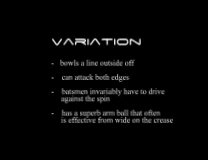 VARIATION
- bowls a line outside off
- can attack both edges
- batsmen invariably have to drive
against the spin
- has a superb arm ball that often
is effective from wide on the crease